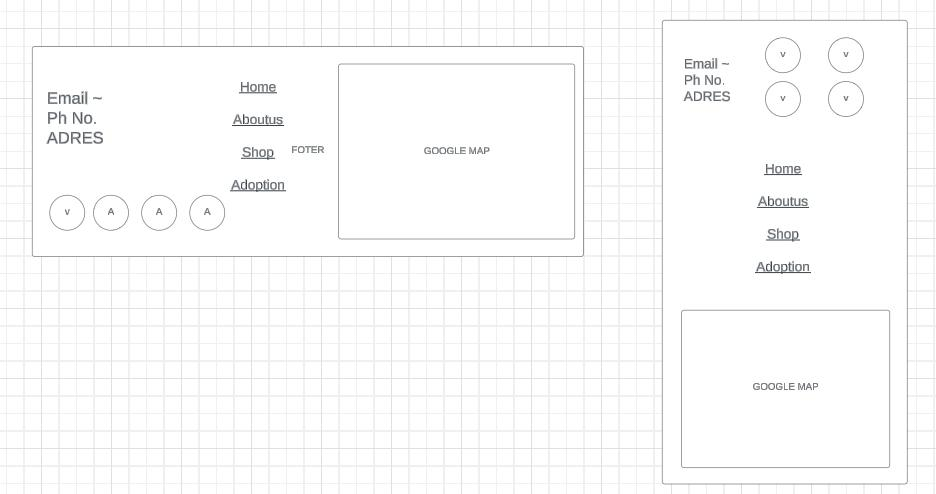 Email ~
Ph No.
ADRES
v
A
A
A
Home
Aboutus
Shop
Adoption
FOTER
GOOGLE MAP
Email ~
Ph No.
ADRES
v
v
v
v
Home
Aboutus
Shop
Adoption
GOOGLE MAP